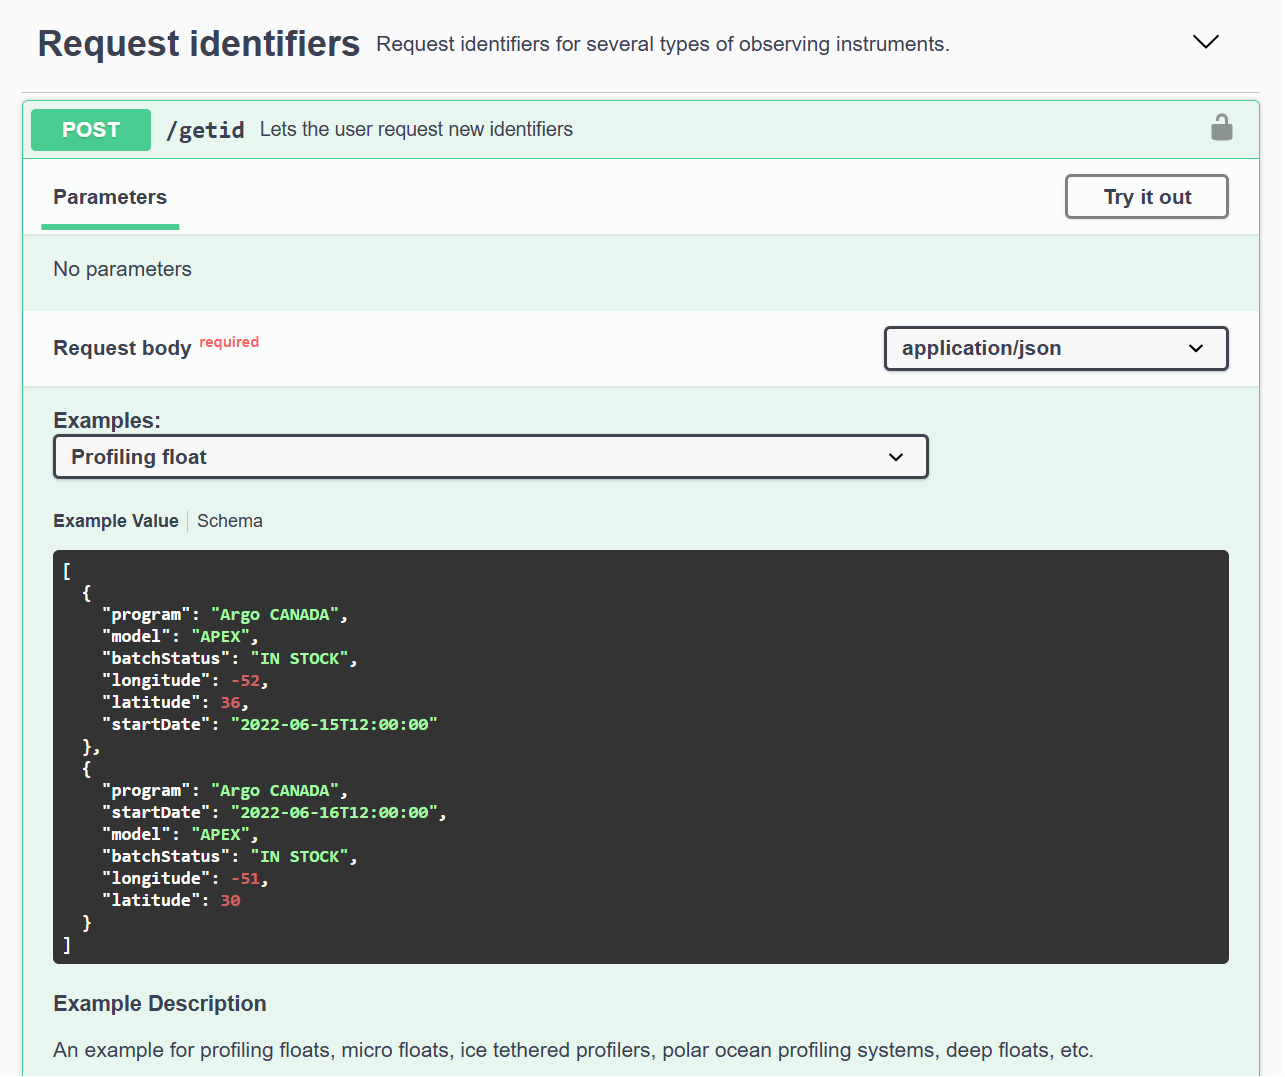 Request identifiers Request identifiers for several types of observing instruments.
POST /getid Lets the user request new identifiers
Parameters Try it out
No parameters
Request body required application/json
Examples:
Profiling float
Example Value Schema
[
  {
    "program": "Argo CANADA",
    "model": "APEX",
    "batchStatus": "IN STOCK",
    "longitude": -52,
    "latitude": 36,
    "startDate": "2022-06-15T12:00:00"
  },
  {
    "program": "Argo CANADA",
    "startDate": "2022-06-16T12:00:00",
    "model": "APEX",
    "batchStatus": "IN STOCK",
    "longitude": -51,
    "latitude": 30
  }
]
Example Description
An example for profiling floats, micro floats, ice tethered profilers, polar ocean profiling systems, deep floats, etc.